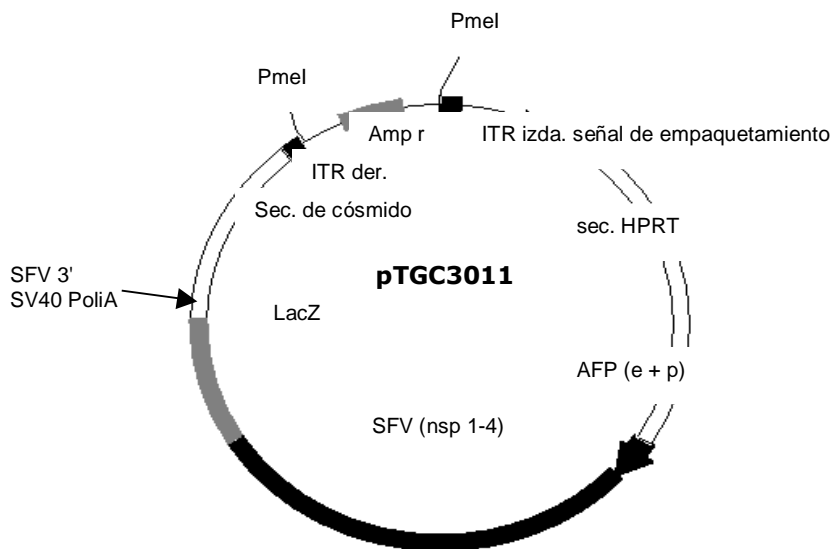 PmeI
PmeI
Amp r
ITR izda. señal de empaquetamiento
ITR der.
Sec. de cósmido
sec. HPRT
pTGC3011
SFV 3'
SV40 PoliA
LacZ
AFP (e + p)
SFV (nsp 1-4)